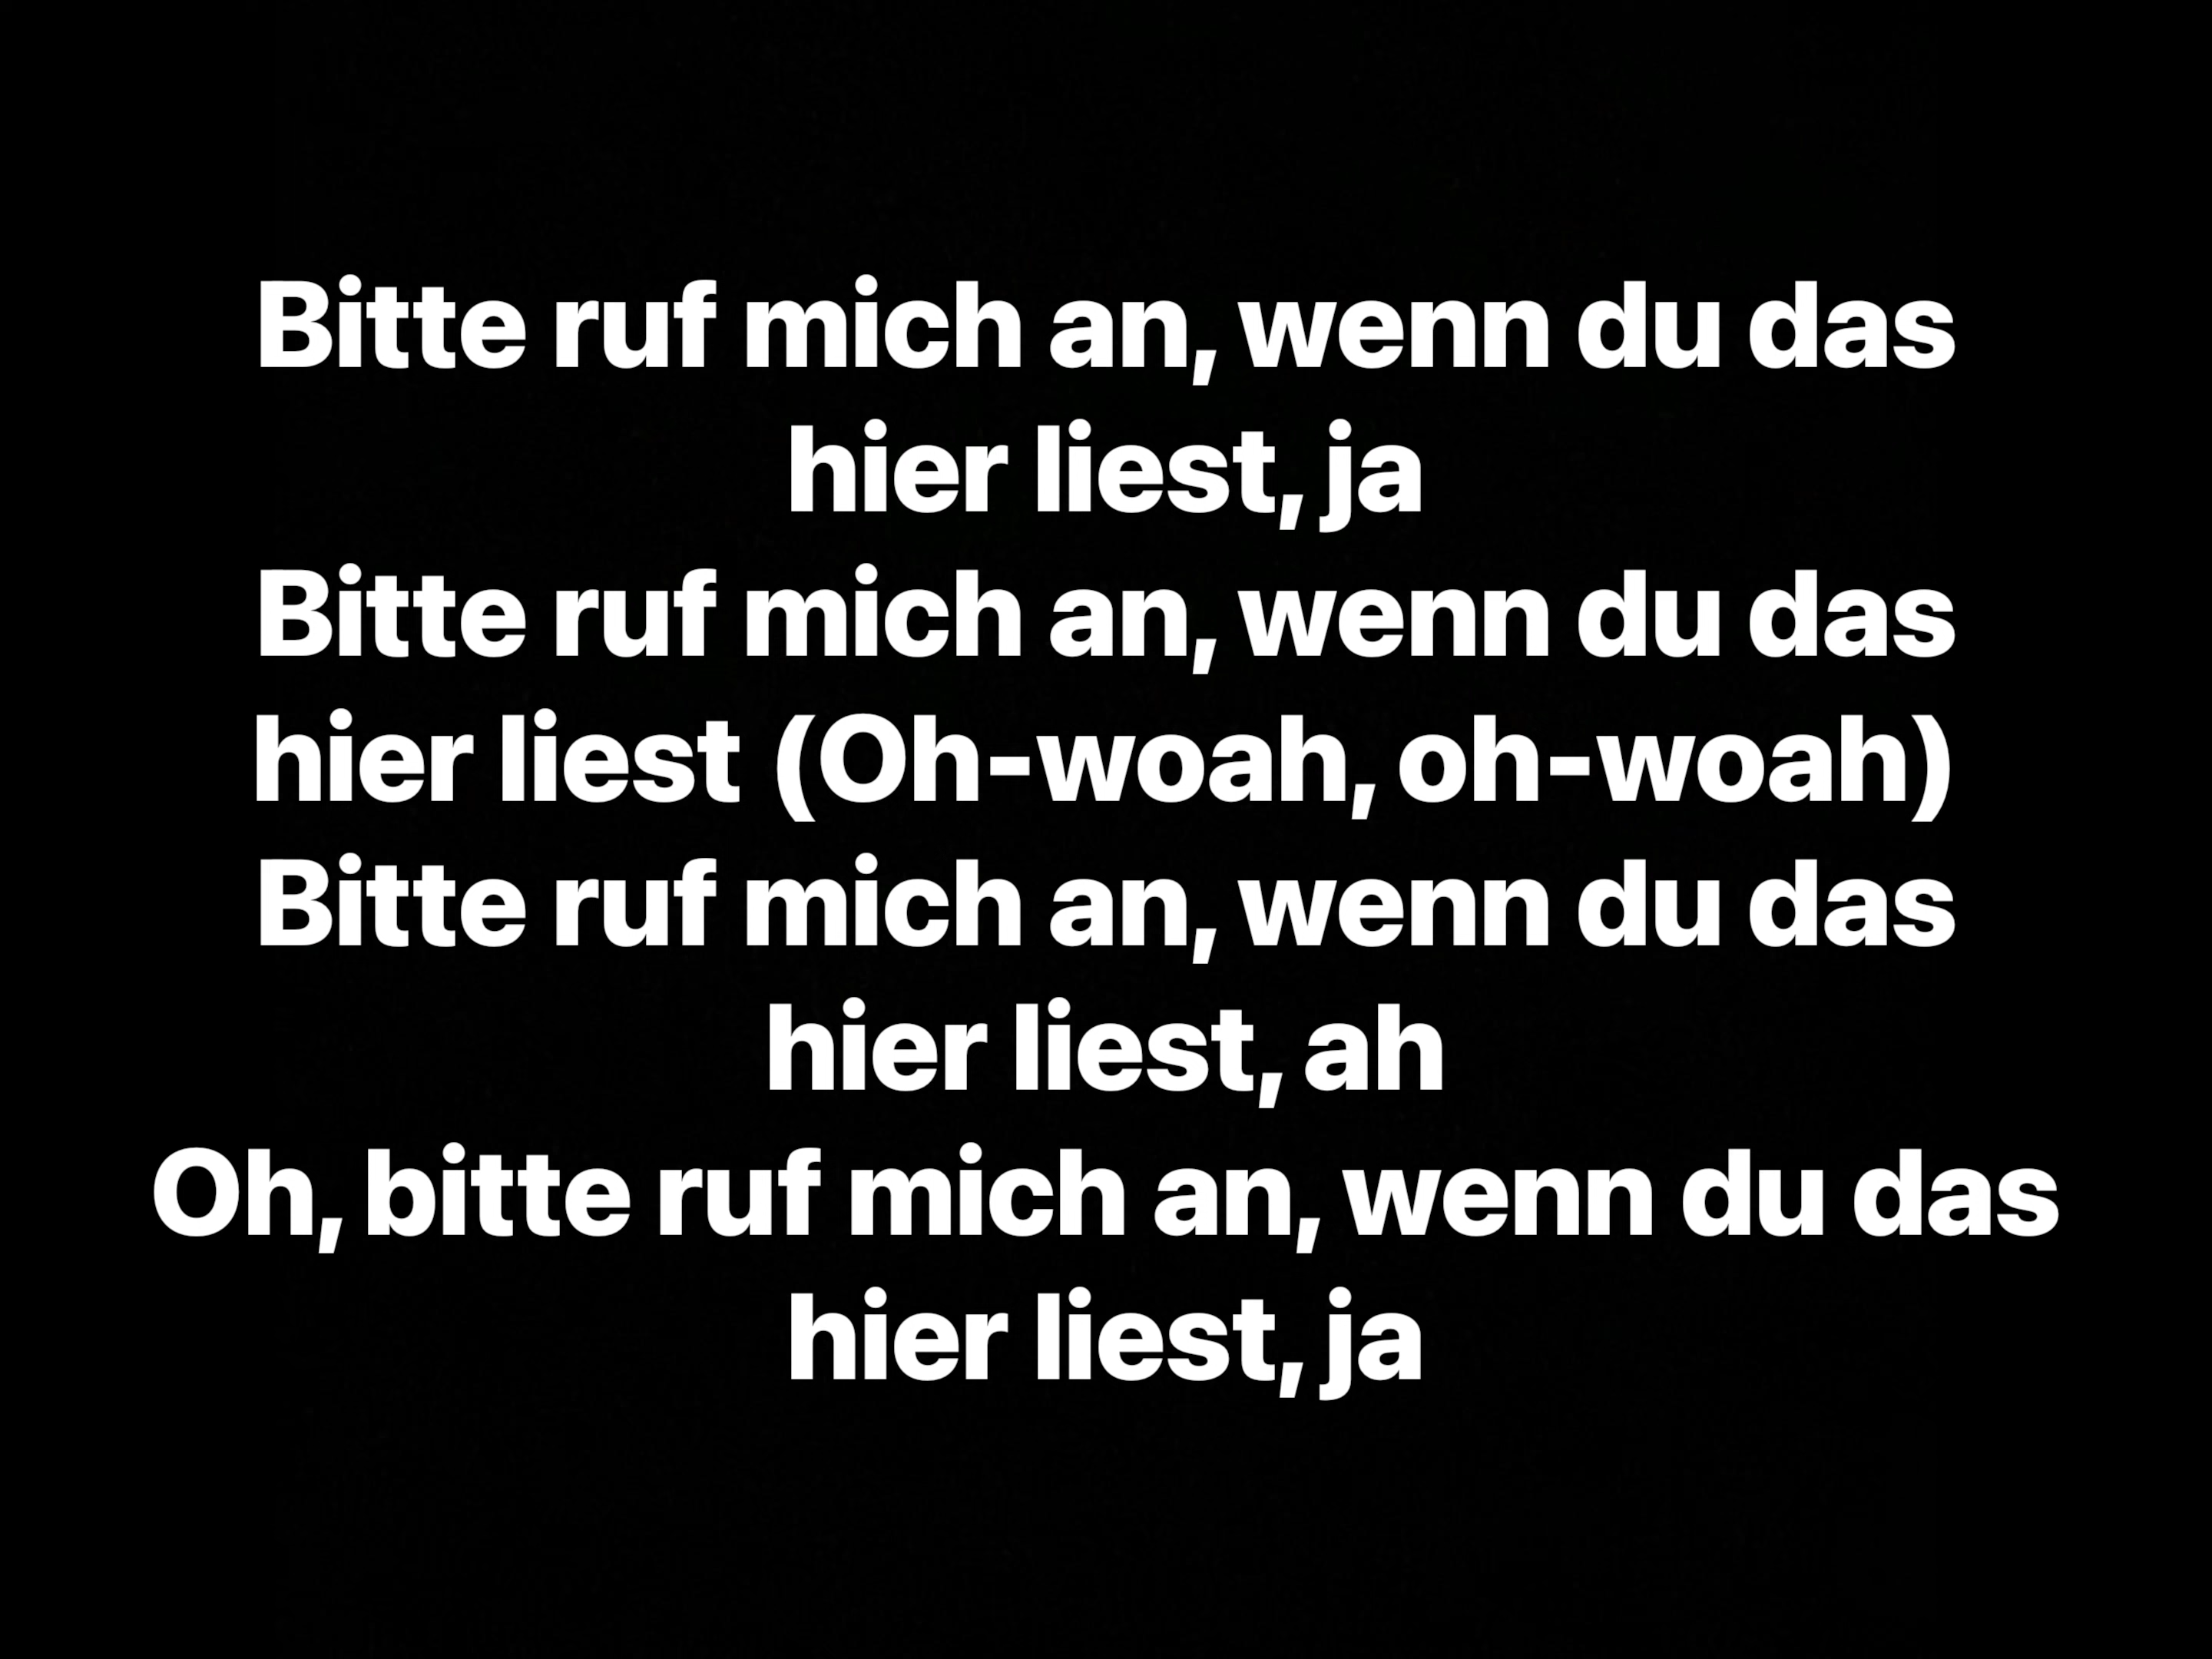 Bitte ruf mich an, wenn du das
hier liest, ja
Bitte ruf mich an, wenn du das
hier liest (Oh-woah, oh-woah)
Bitte ruf mich an, wenn du das
hier liest, ah
Oh, bitte ruf mich an, wenn du das
hier liest, ja